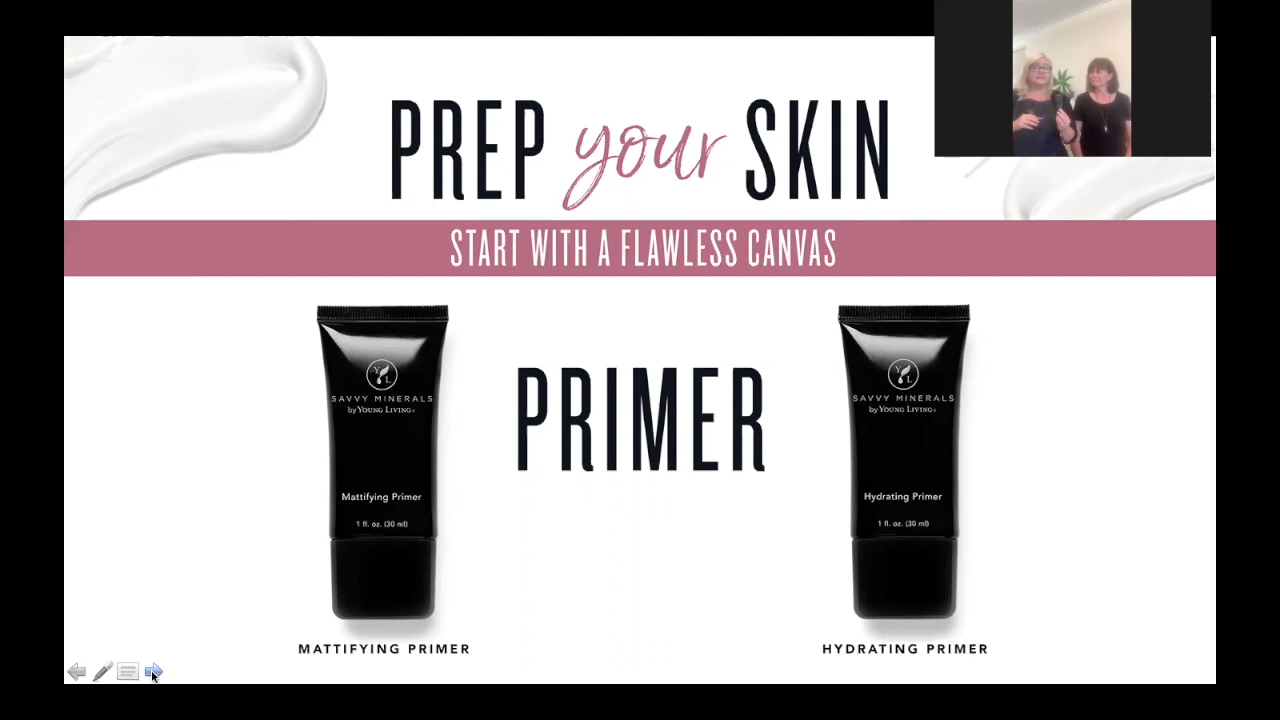 PREP your SKIN
START WITH A FLAWLESS CANVAS
PRIMER
Y L
SAVVY MINERALS
by YOUNG LIVING®
Mattifying Primer
1 fl. oz. (30 ml)
MATTIFYING PRIMER
Y L
SAVVY MINERALS
by YOUNG LIVING®
Hydrating Primer
1 fl. oz. (30 ml)
HYDRATING PRIMER